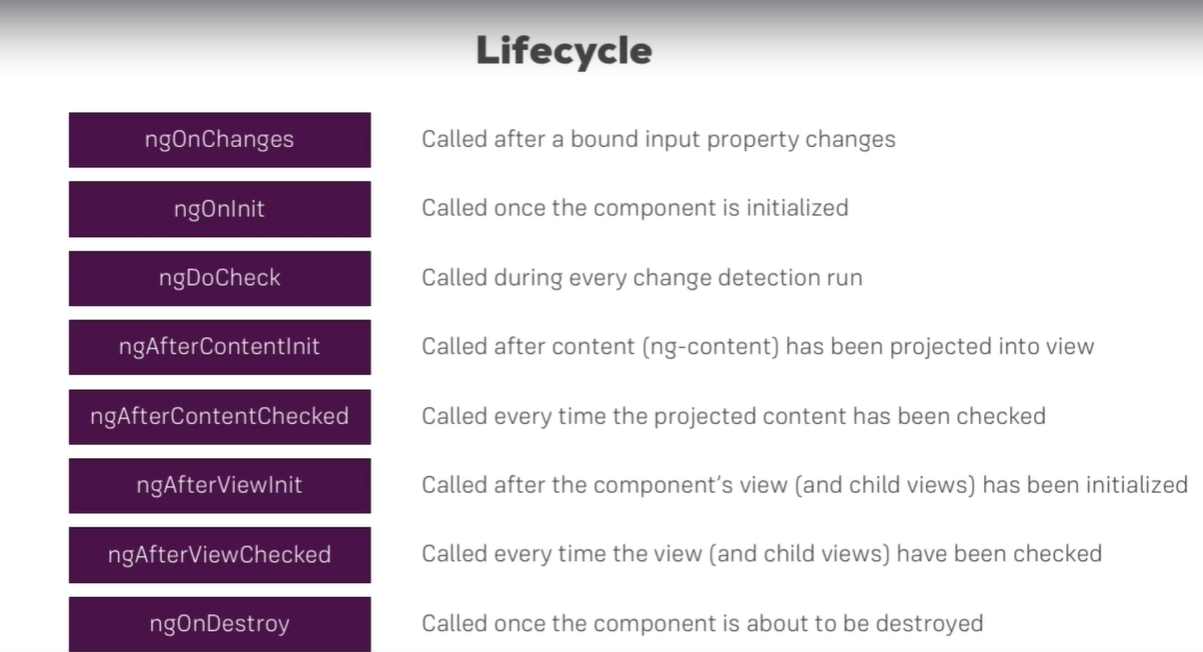 Lifecycle
ngOnChanges Called after a bound input property changes
ngOnInit Called once the component is initialized
ngDoCheck Called during every change detection run
ngAfterContentInit Called after content (ng-content) has been projected into view
ngAfterContentChecked Called every time the projected content has been checked
ngAfterViewInit Called after the component’s view (and child views) has been initialized
ngAfterViewChecked Called every time the view (and child views) have been checked
ngOnDestroy Called once the component is about to be destroyed